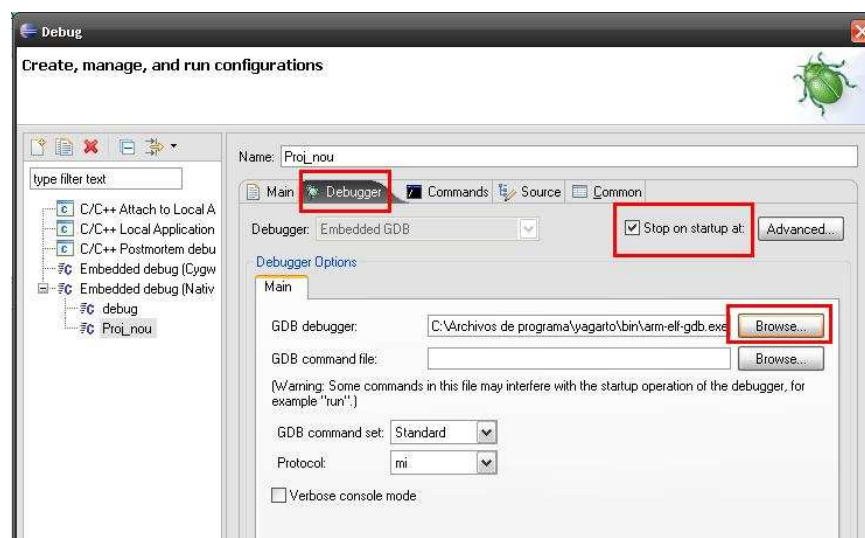 Debug
Create, manage, and run configurations
type filter text
C/C++ Attach to Local A
C/C++ Local Application
C/C++ Postmortem debu
Embedded debug (Cygw
Embedded debug (Nativ
debug
Proj_nou
Name: Proj_nou
Main Debugger Commands Source Common
Debugger: Embedded GDB Stop on startup at: Advanced...
Debugger Options
Main
GDB debugger: C:\Archivos de programa\yagarto\bin\arm-elf-gdb.exe Browse...
GDB command file: Browse...
(Warning: Some commands in this file may interfere with the startup operation of the debugger, for
example "run".)
GDB command set: Standard
Protocol: mi
Verbose console mode